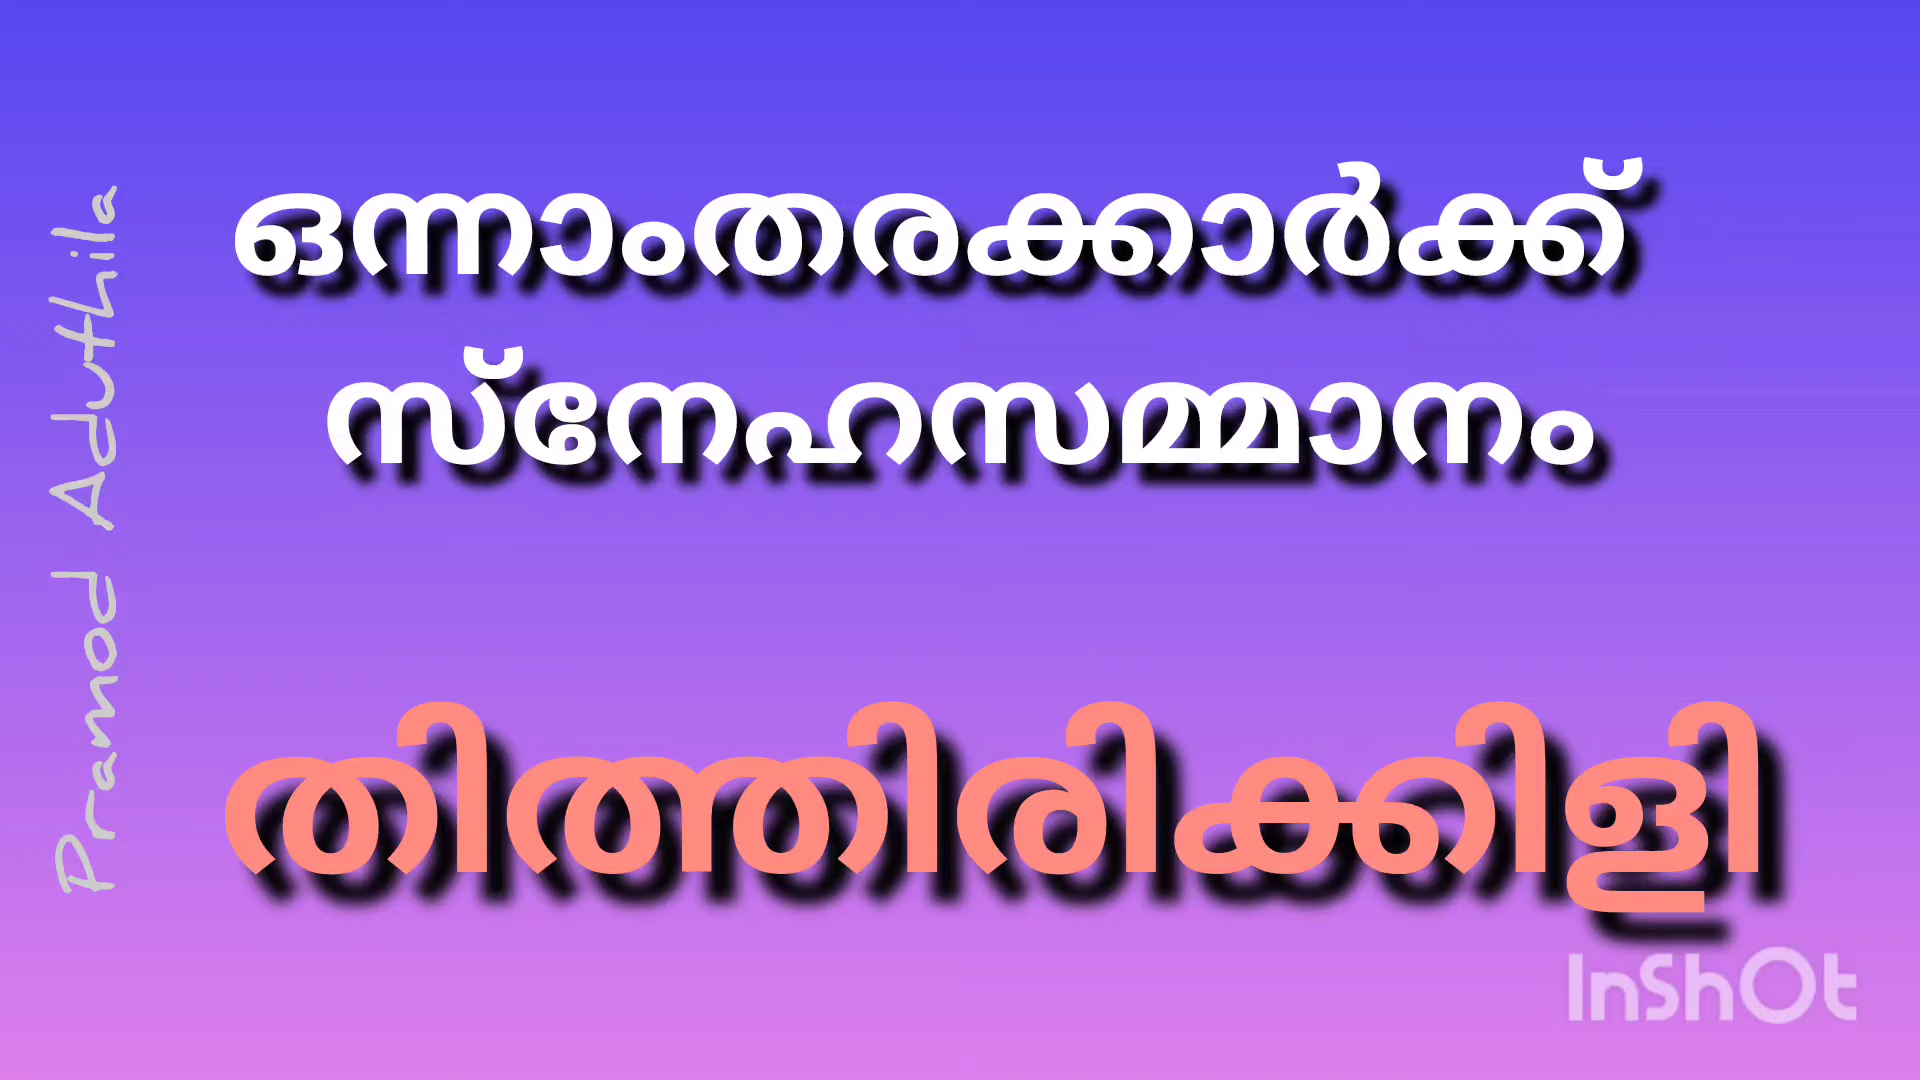 ഒന്നാംതരക്കാർക്ക്
സ്നേഹസമ്മാനം
തിത്തിരിക്കിളി
Pramod Aduthila
InShOt